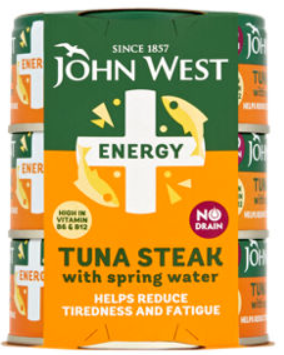 SINCE 1857
JOHN WEST
ENERGY
HIGH IN
VITAMIN
B6 & B12
NO
DRAIN
TUNA STEAK
with spring water
HELPS REDUCE
TIREDNESS AND FATIGUE